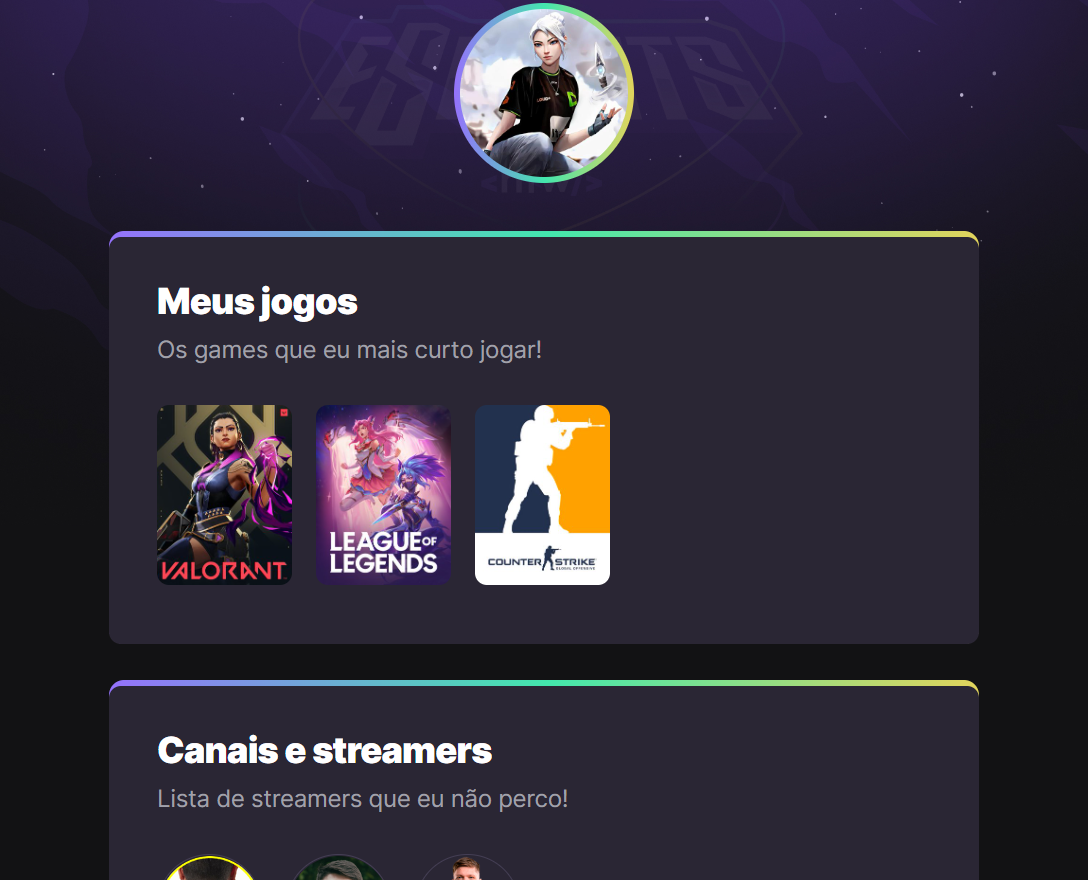 Meus jogos
Os games que eu mais curto jogar!
VALORANT
LEAGUE OF
LEGENDS
COUNTER STRIKE
GLOBAL OFFENSIVE
Canais e streamers
Lista de streamers que eu não perco!